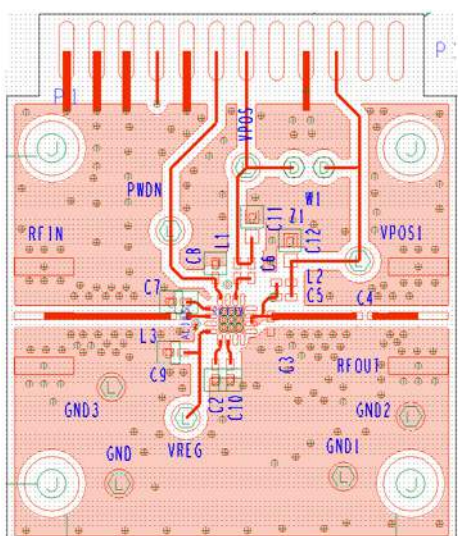 P1
VPOS
PWDN
W1
RFIN
L1
C11
Z1
C12
VPOS1
C8
C6
L2
C7
C5
C4
L3
C9
C3
RFOUT
C2
C10
GND3
GND2
VREG
GND
GND1